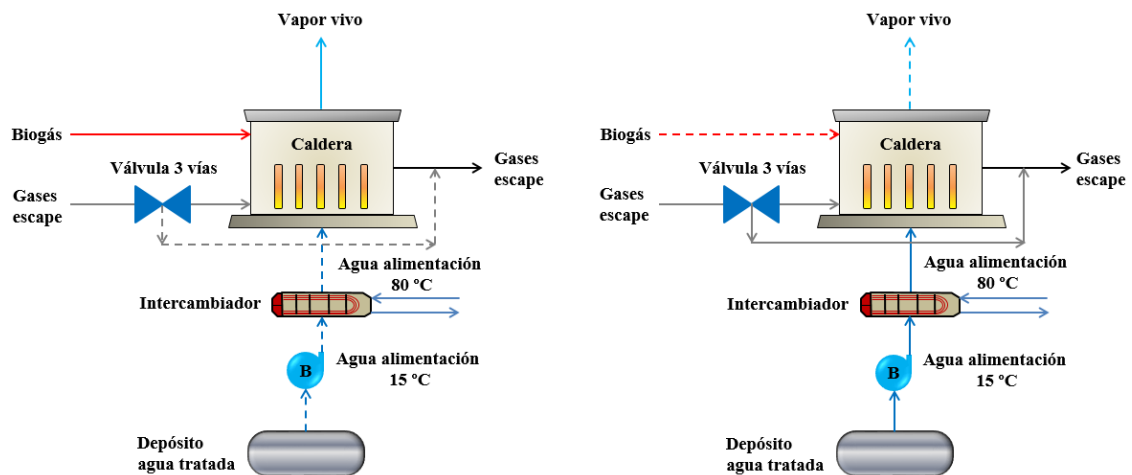 Vapor vivo
Biogás
Caldera
Válvula 3 vías
Gases
escape
Gases
escape
Agua alimentación
80 ºC
Intercambiador
B
Agua alimentación
15 ºC
Depósito
agua tratada
Vapor vivo
Biogás
Caldera
Válvula 3 vías
Gases
escape
Gases
escape
Agua alimentación
80 ºC
Intercambiador
B
Agua alimentación
15 ºC
Depósito
agua tratada